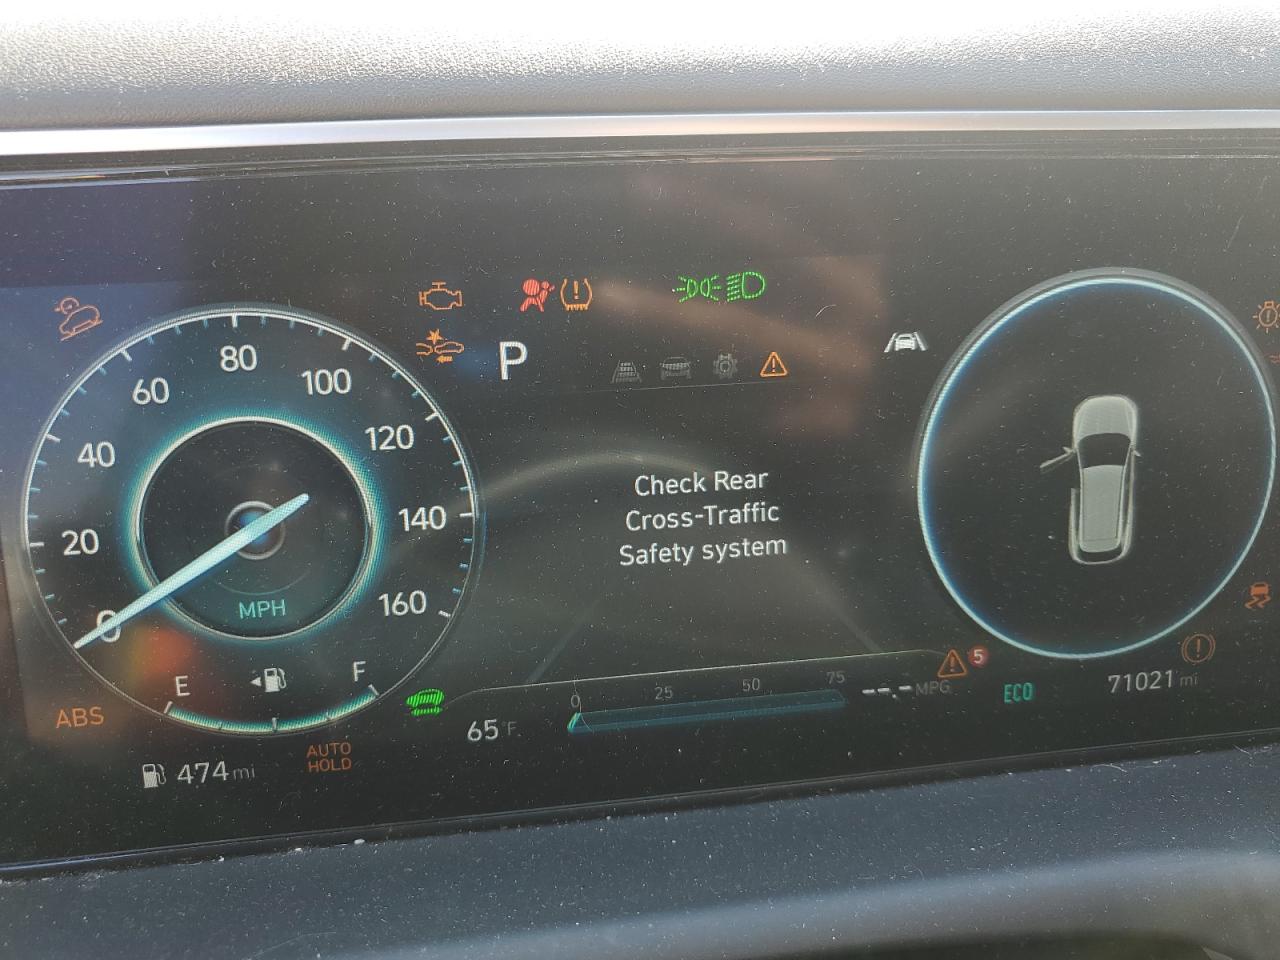 80
60
100
40
120
20
140
0
160
MPH
P
Check Rear
Cross-Traffic
Safety system
E
F
ABS
AUTO
HOLD
474 mi
65°F
0
25
50
75
--.- MPG
5
ECO
71021 mi